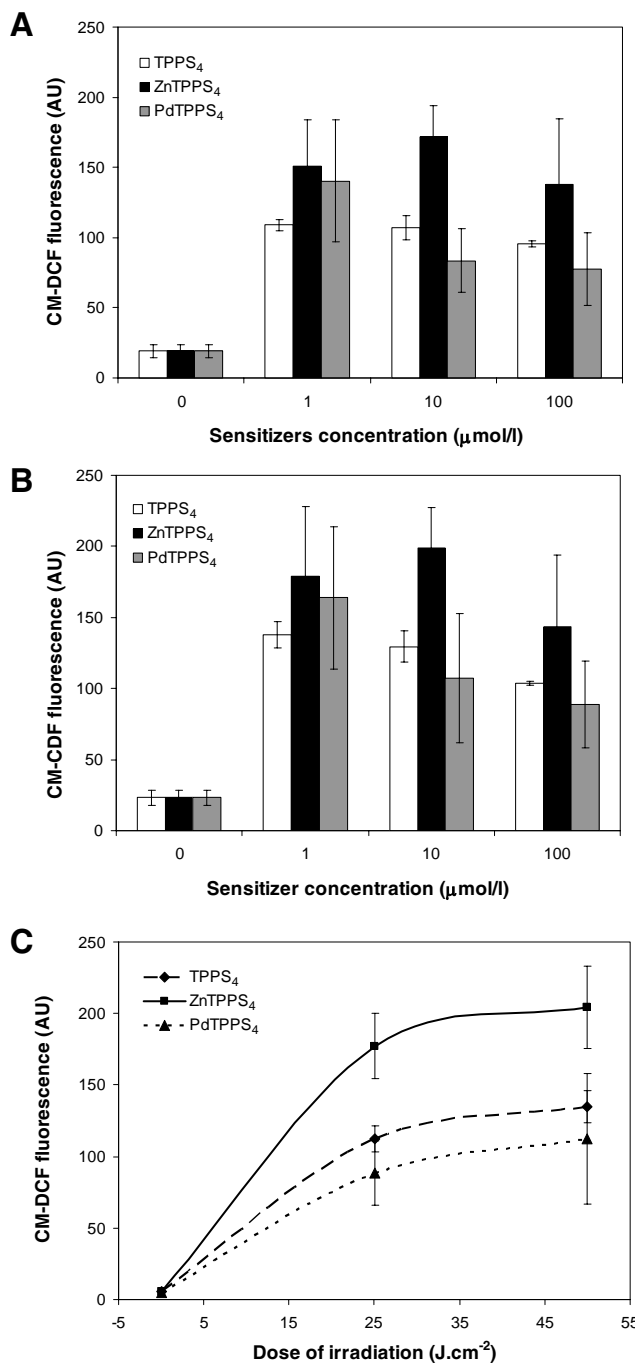 A
250
200
150
100
50
0
CM-DCF fluorescence (AU)
TPPS₄
ZnTPPS₄
PdTPPS₄
0 1 10 100
Sensitizers concentration (μmol/l)
B
250
200
150
100
50
0
CM-CDF fluorescence (AU)
TPPS₄
ZnTPPS₄
PdTPPS₄
0 1 10 100
Sensitizer concentration (μmol/l)
C
250
200
150
100
50
0
CM-DCF fluorescence (AU)
TPPS₄
ZnTPPS₄
PdTPPS₄
-5 5 15 25 35 45 55
Dose of irradiation (J.cm⁻²)